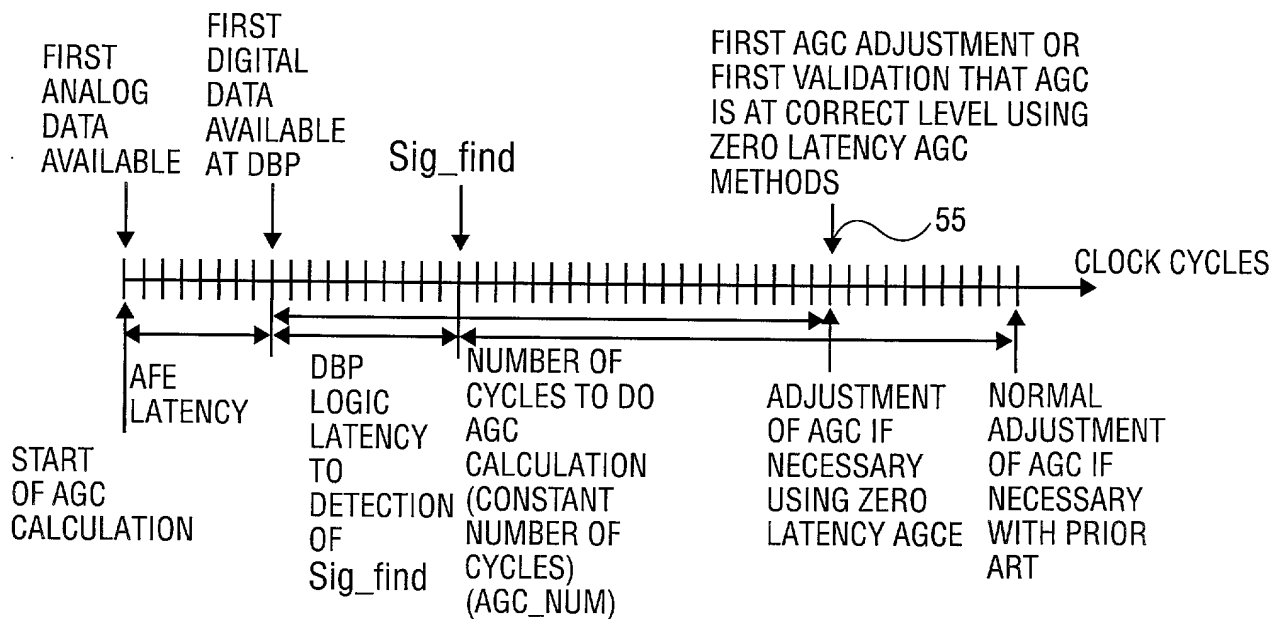 FIRST
ANALOG
DATA
AVAILABLE
FIRST
DIGITAL
DATA
AVAILABLE
AT DBP
Sig_find
FIRST AGC ADJUSTMENT OR
FIRST VALIDATION THAT AGC
IS AT CORRECT LEVEL USING
ZERO LATENCY AGC
METHODS
55
CLOCK CYCLES
START
OF AGC
CALCULATION
AFE
LATENCY
DBP
LOGIC
LATENCY
TO
DETECTION
OF
Sig_find
NUMBER OF
CYCLES TO DO
AGC
CALCULATION
(CONSTANT
NUMBER OF
CYCLES)
(AGC_NUM)
ADJUSTMENT
OF AGC IF
NECESSARY
USING ZERO
LATENCY AGCE
NORMAL
ADJUSTMENT
OF AGC IF
NECESSARY
WITH PRIOR
ART